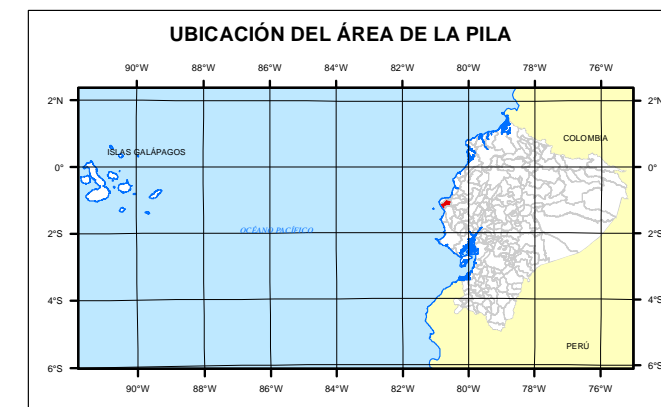 UBICACIÓN DEL ÁREA DE LA PILA
90°W 88°W 86°W 84°W 82°W 80°W 78°W 76°W
2°N 2°N
COLOMBIA
ISLAS GALÁPAGOS
0° 0°
OCÉANO PACÍFICO
2°S 2°S
4°S 4°S
PERÚ
6°S 6°S
90°W 88°W 86°W 84°W 82°W 80°W 78°W 76°W